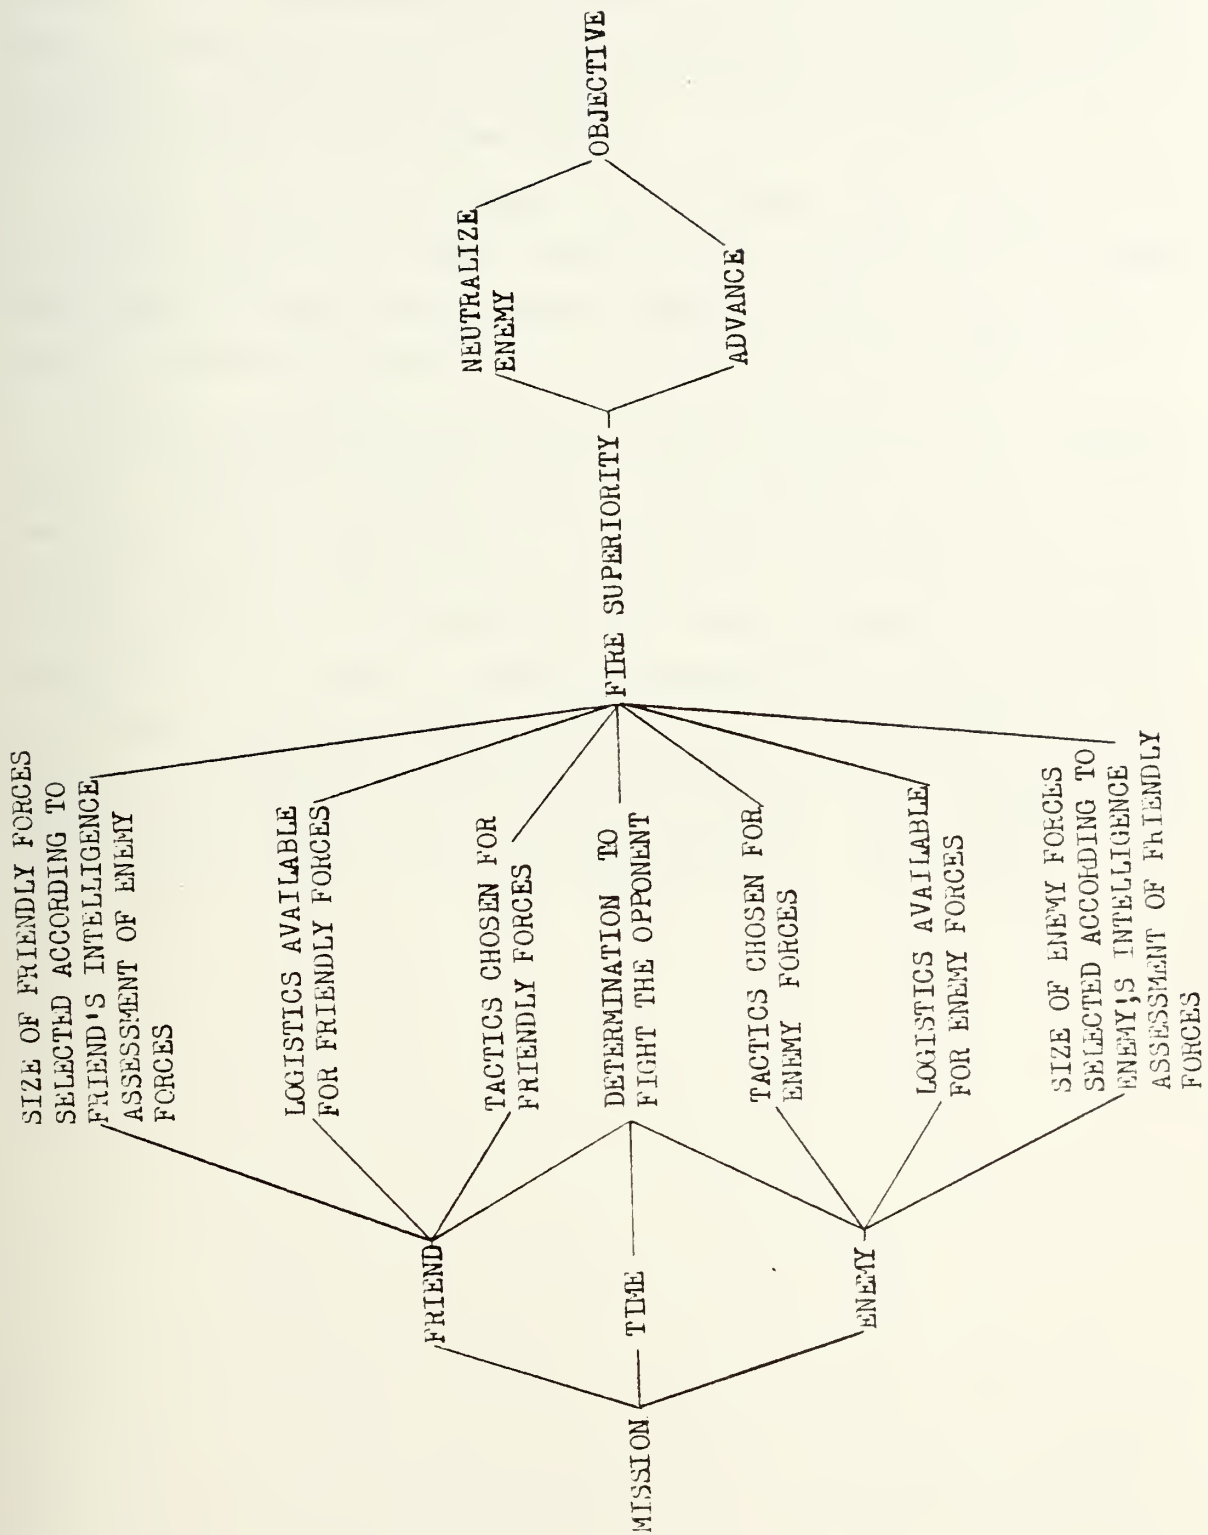 MISSION
FRIEND
TIME
ENEMY
SIZE OF FRIENDLY FORCES
SELECTED ACCORDING TO
FRIEND'S INTELLIGENCE
ASSESSMENT OF ENEMY
FORCES
LOGISTICS AVAILABLE
FOR FRIENDLY FORCES
TACTICS CHOSEN FOR
FRIENDLY FORCES
DETERMINATION TO
FIGHT THE OPPONENT
TACTICS CHOSEN FOR
ENEMY FORCES
LOGISTICS AVAILABLE
FOR ENEMY FORCES
SIZE OF ENEMY FORCES
SELECTED ACCORDING TO
ENEMY;S INTELLIGENCE
ASSESSMENT OF FRIENDLY
FORCES
FIRE SUPERIORITY
NEUTRALIZE
ENEMY
ADVANCE
OBJECTIVE